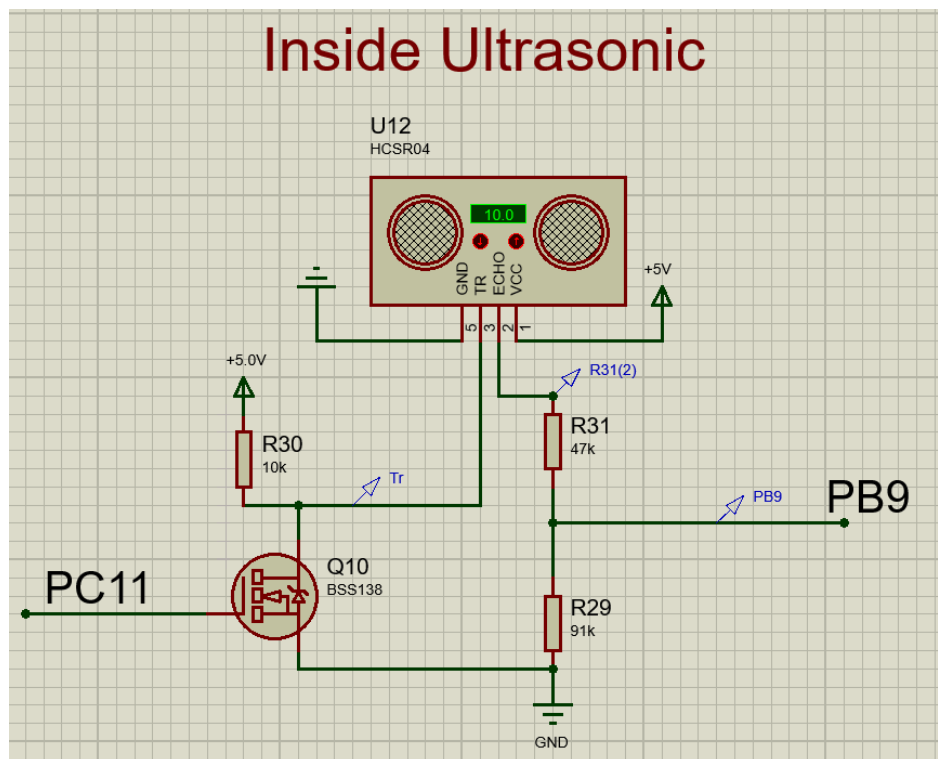 Inside Ultrasonic
U12
HCSR04
10.0
GND
TR
ECHO
VCC
5
3
2
1
+5V
+5.0V
R31(2)
R31
47k
R30
10k
Tr
PB9
PB9
Q10
BSS138
PC11
R29
91k
GND